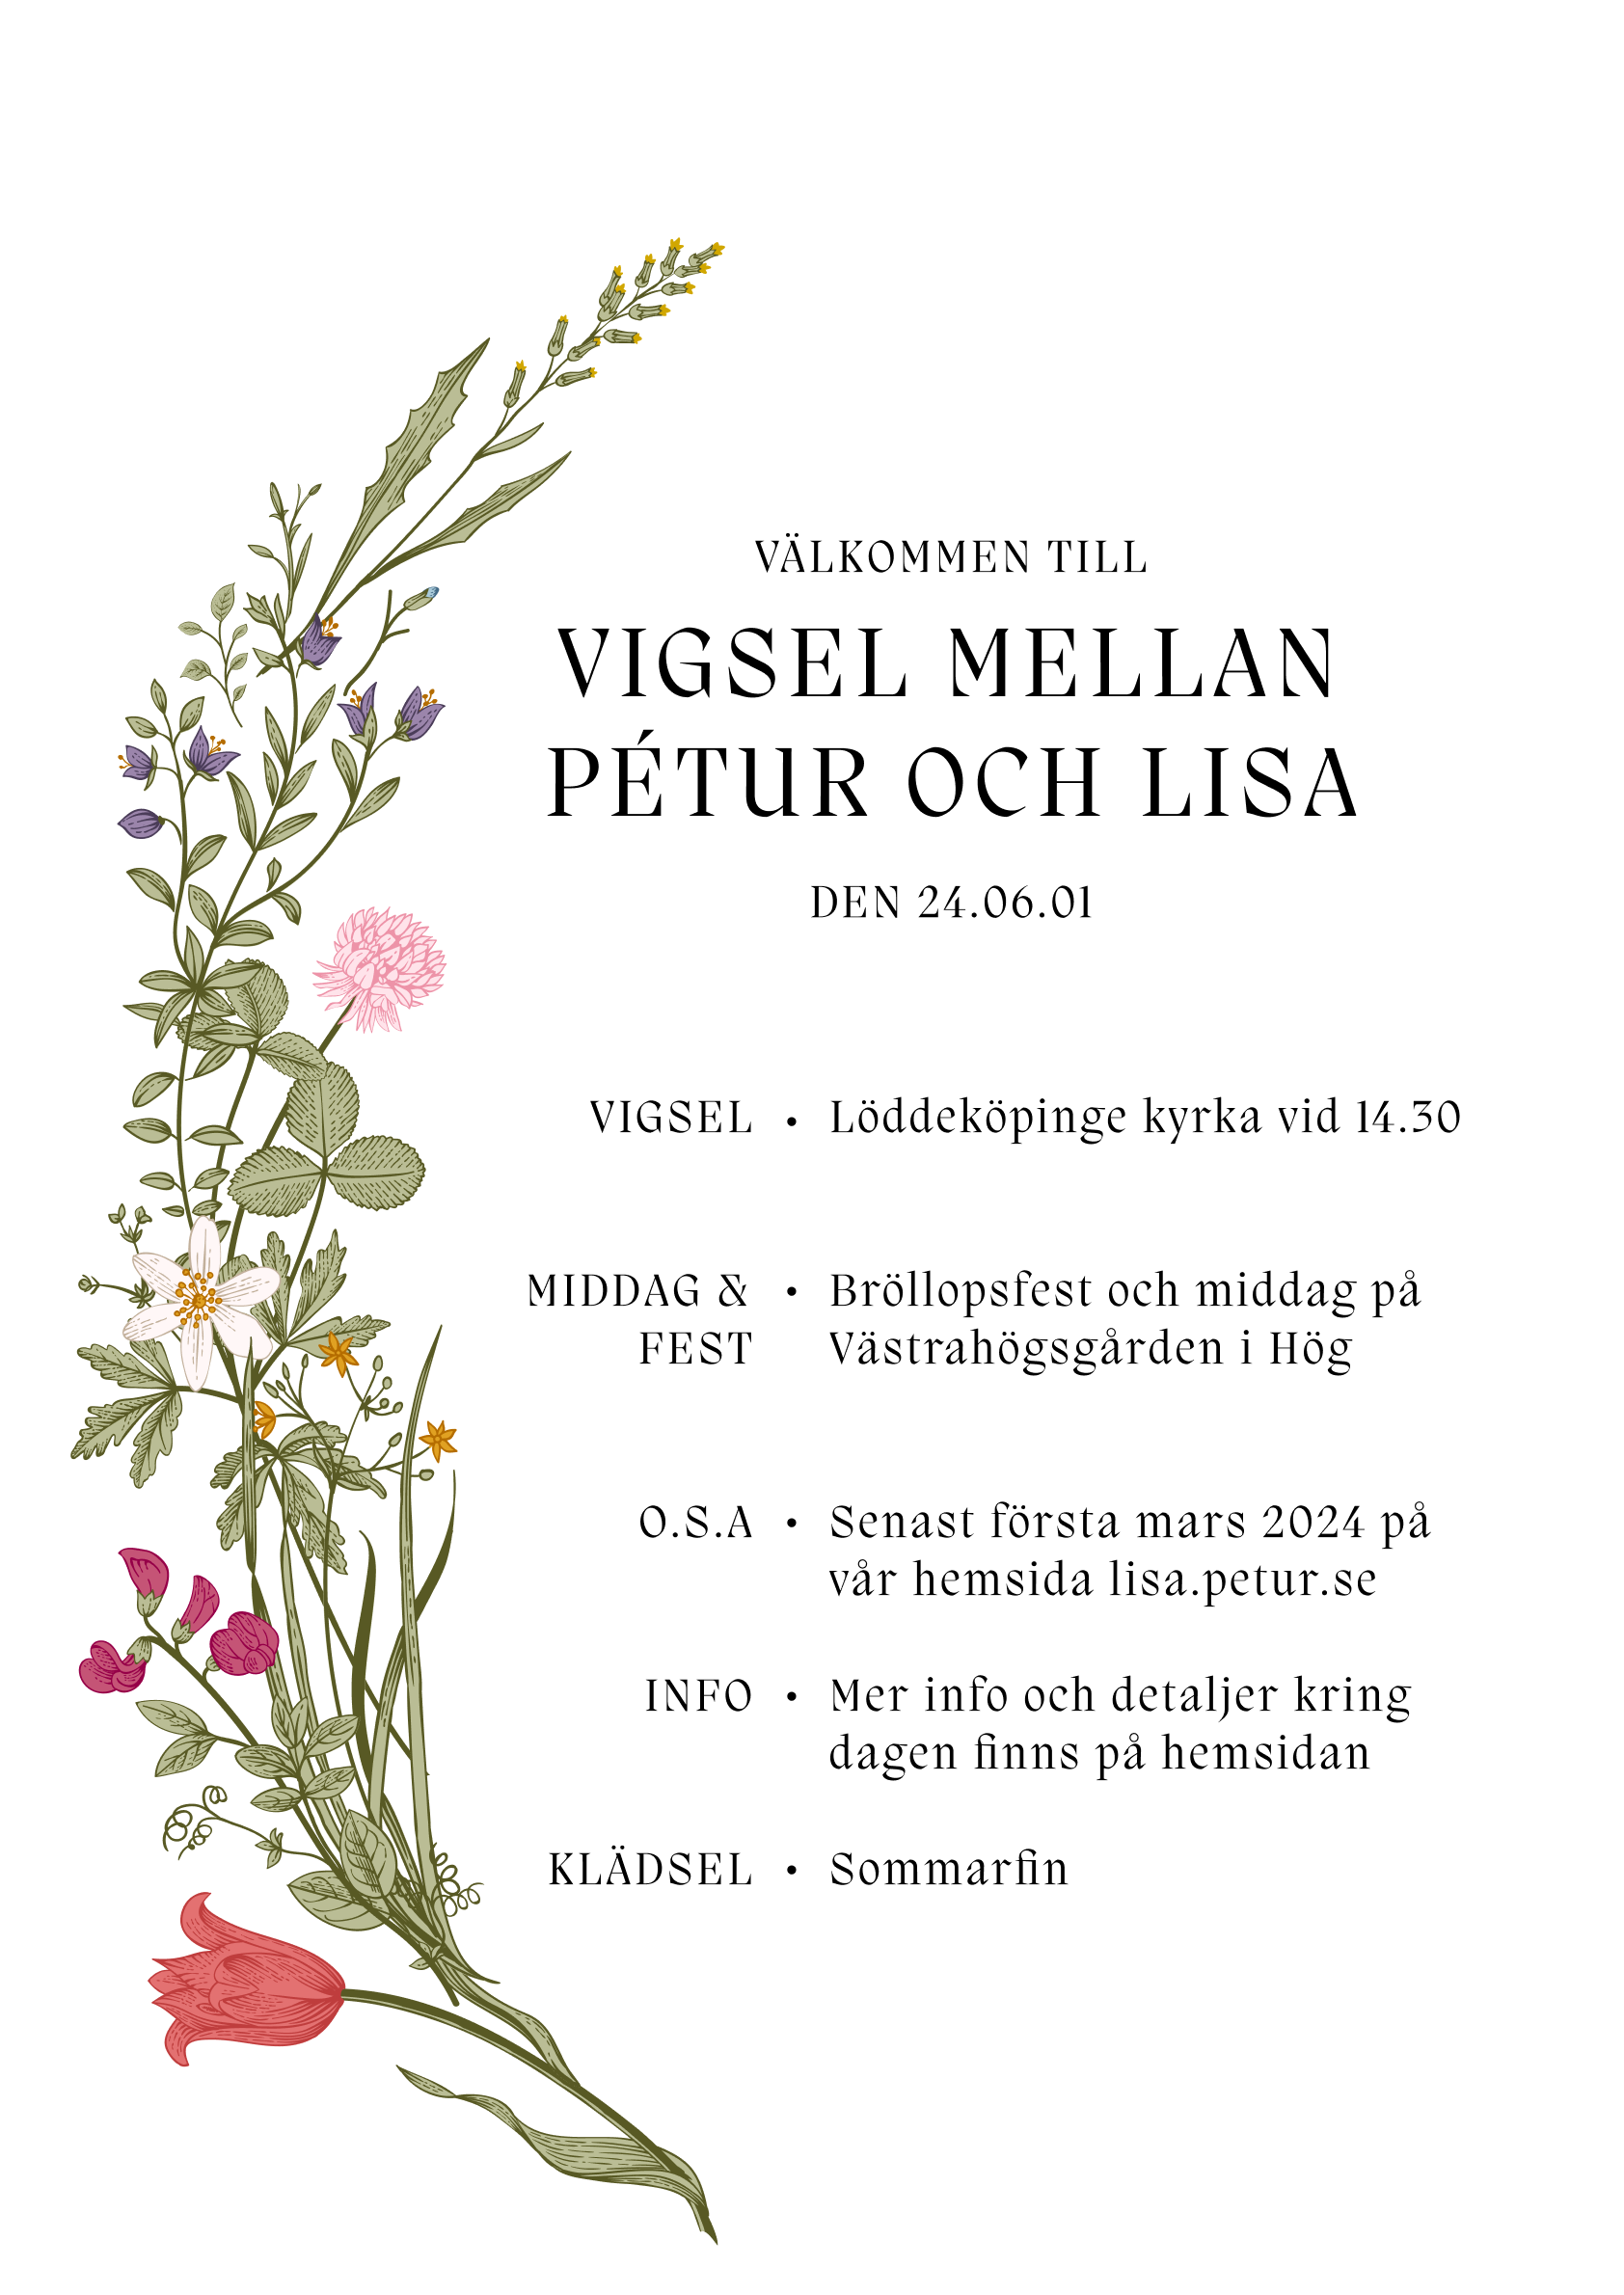 VÄLKOMMEN TILL
VIGSEL MELLAN
PÉTUR OCH LISA
DEN 24.06.01
VIGSEL • Löddeköpinge kyrka vid 14.30
MIDDAG & • Bröllopsfest och middag på
FEST Västrahögsgården i Hög
O.S.A • Senast första mars 2024 på
vår hemsida lisa.petur.se
INFO • Mer info och detaljer kring
dagen finns på hemsidan
KLÄDSEL • Sommarfin